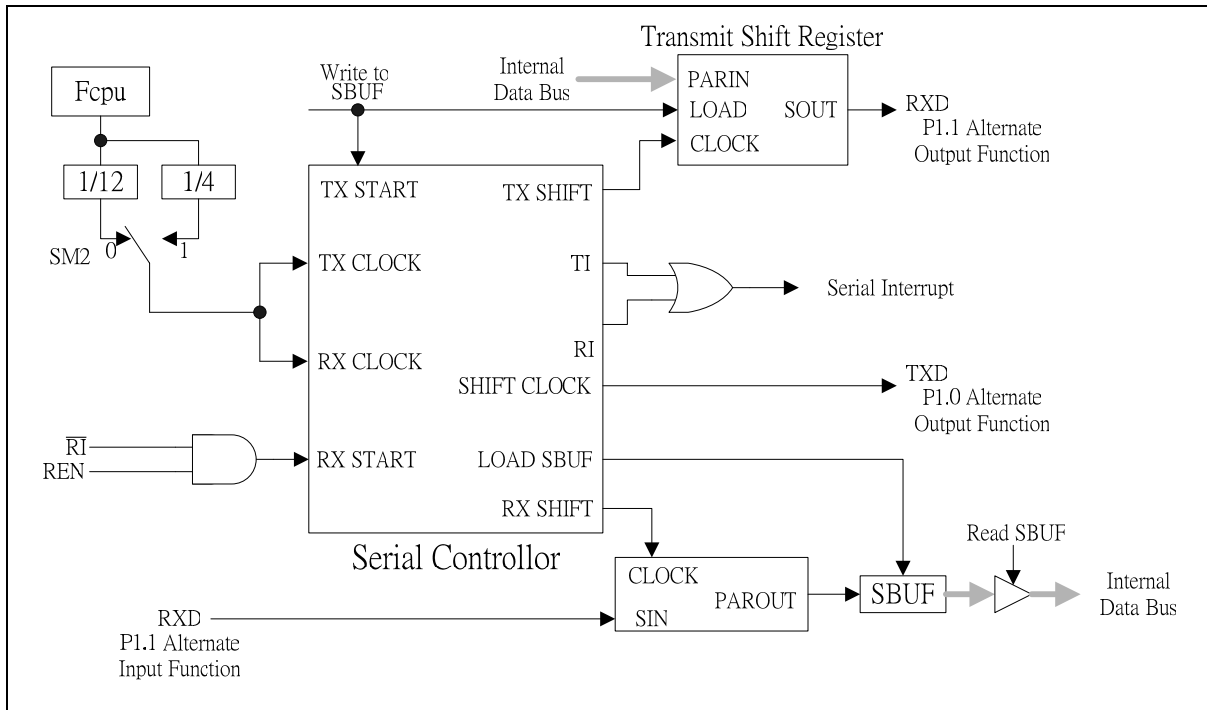 Transmit Shift Register
Fcpu
1/12
1/4
SM2
0
1
Write to
SBUF
Internal
Data Bus
PARIN
LOAD
CLOCK
SOUT
RXD
P1.1 Alternate
Output Function
TX START
TX SHIFT
TX CLOCK
TI
Serial Interrupt
RX CLOCK
RI
SHIFT CLOCK
TXD
P1.0 Alternate
Output Function
RI
REN
RX START
LOAD SBUF
RX SHIFT
Serial Controllor
CLOCK
SIN
PAROUT
SBUF
Read SBUF
Internal
Data Bus
RXD
P1.1 Alternate
Input Function